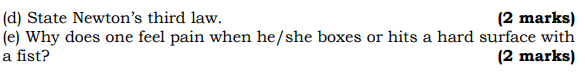 (d) State Newton’s third law. (2 marks)
(e) Why does one feel pain when he/she boxes or hits a hard surface with
a fist? (2 marks)